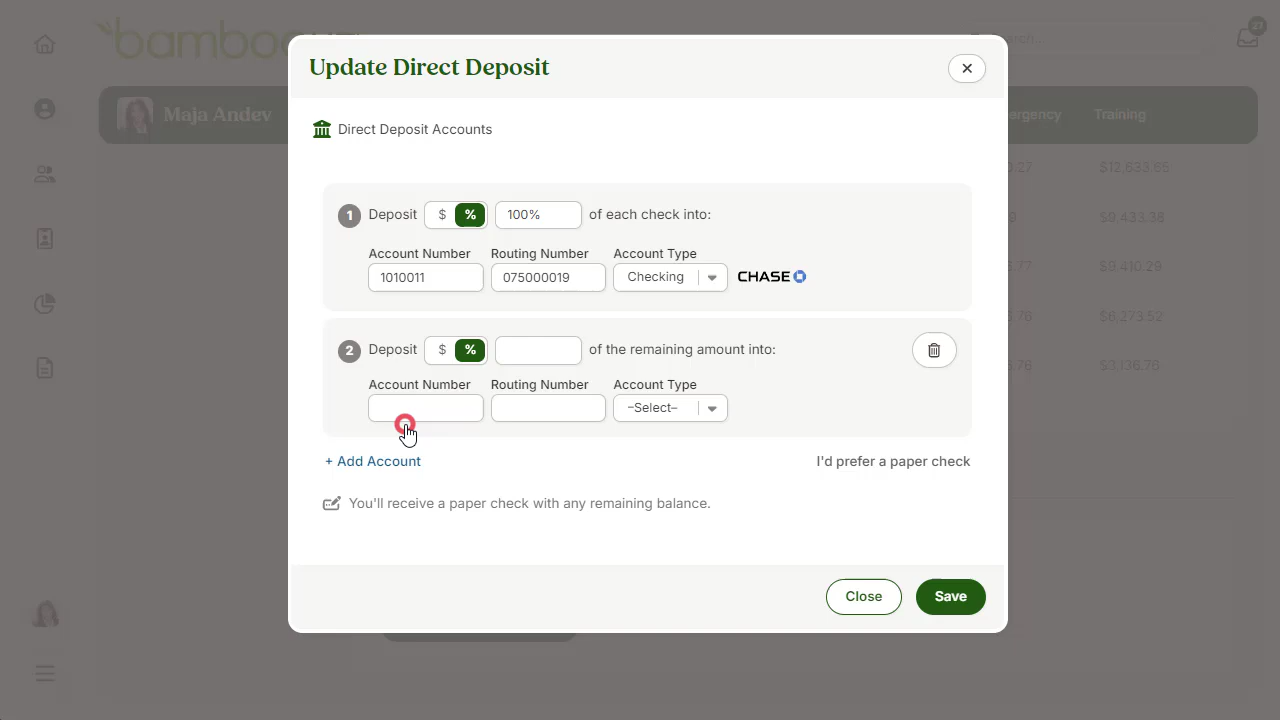 bamboo
Search...
23
Update Direct Deposit
Maja Andev
Training
Direct Deposit Accounts
$12,633.65
1 Deposit $ % 100% of each check into:
$9,433.38
Account Number Routing Number Account Type
1010011 075000019 Checking CHASE
$9,410.29
$6,273.52
2 Deposit $ % of the remaining amount into:
$3,136.76
Account Number Routing Number Account Type
–Select–
+ Add Account I'd prefer a paper check
You'll receive a paper check with any remaining balance.
Close Save